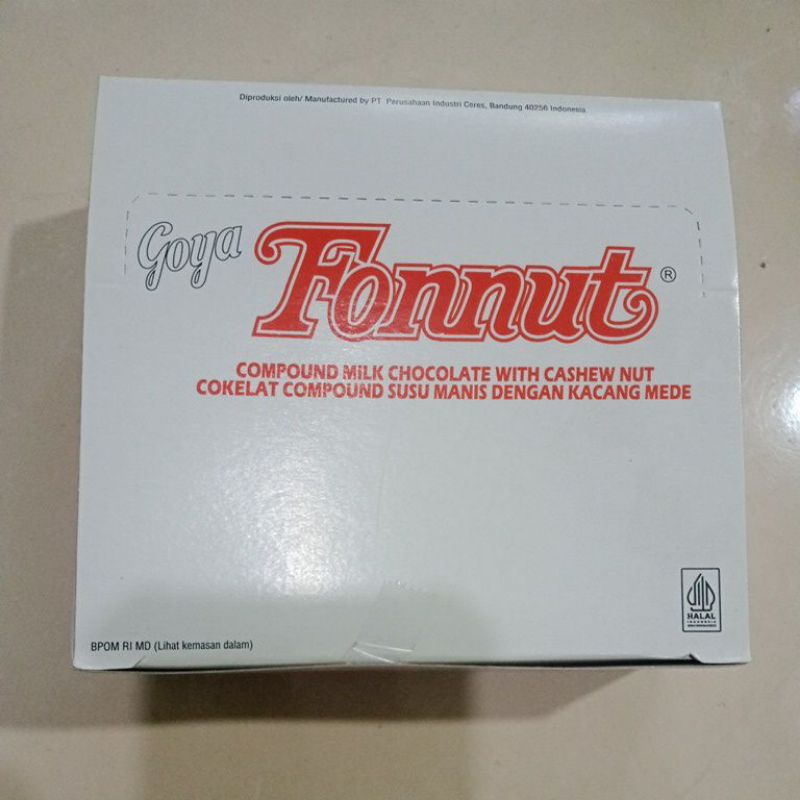 Diproduksi oleh/ Manufactured by PT Perusahaan Industri Ceres, Bandung 40256 Indonesia
Goya Fonnut ®
COMPOUND MILK CHOCOLATE WITH CASHEW NUT
COKELAT COMPOUND SUSU MANIS DENGAN KACANG MEDE
HALAL
INDONESIA
BPOM RI MD (Lihat kemasan dalam)